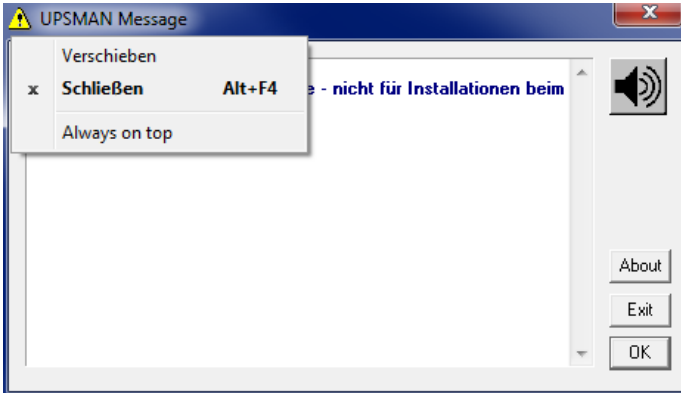 UPSMAN Message
Verschieben
x Schließen Alt+F4
- nicht für Installationen beim
Always on top
About
Exit
OK